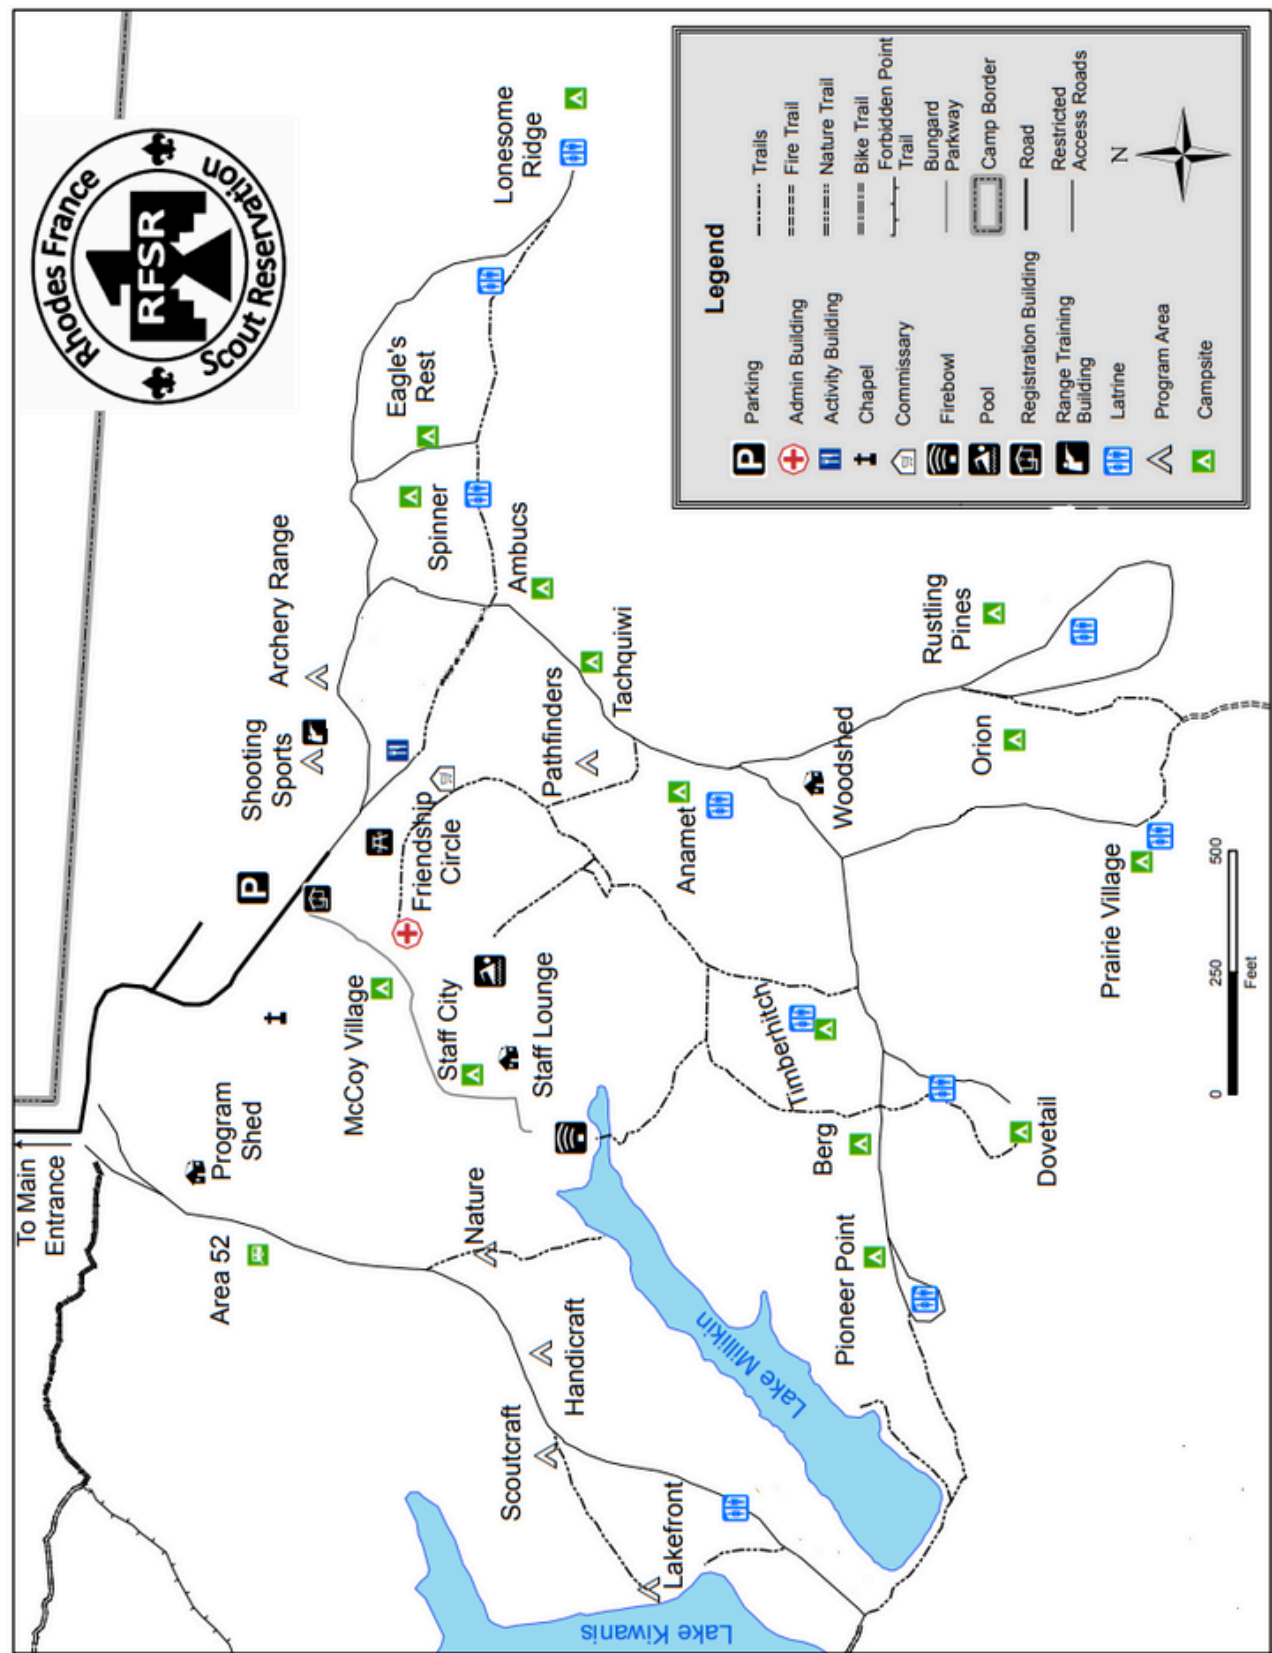 Rhodes France
RFSR
Scout Reservation
Lonesome
Ridge
Eagle's
Rest
Spinner
Ambucs
Archery Range
Shooting
Sports
Tachquiwi
Pathfinders
Friendship
Circle
Anamet
Woodshed
Rustling
Pines
Orion
Prairie Village
McCoy Village
Staff City
Staff Lounge
Timberhitch
Berg
Dovetail
Pioneer Point
To Main
Entrance
Program
Shed
Area 52
Nature
Handicraft
Scoutcraft
Lakefront
Lake Millikin
Lake Kiwanis
P
Legend
P
Parking
Admin Building
Activity Building
Chapel
Commissary
Firebowl
Pool
Registration Building
Range Training
Building
Latrine
Program Area
Campsite
Trails
Fire Trail
Nature Trail
Bike Trail
Forbidden Point
Trail
Bungard
Parkway
Camp Border
Road
Restricted
Access Roads
N
0 250 500
Feet